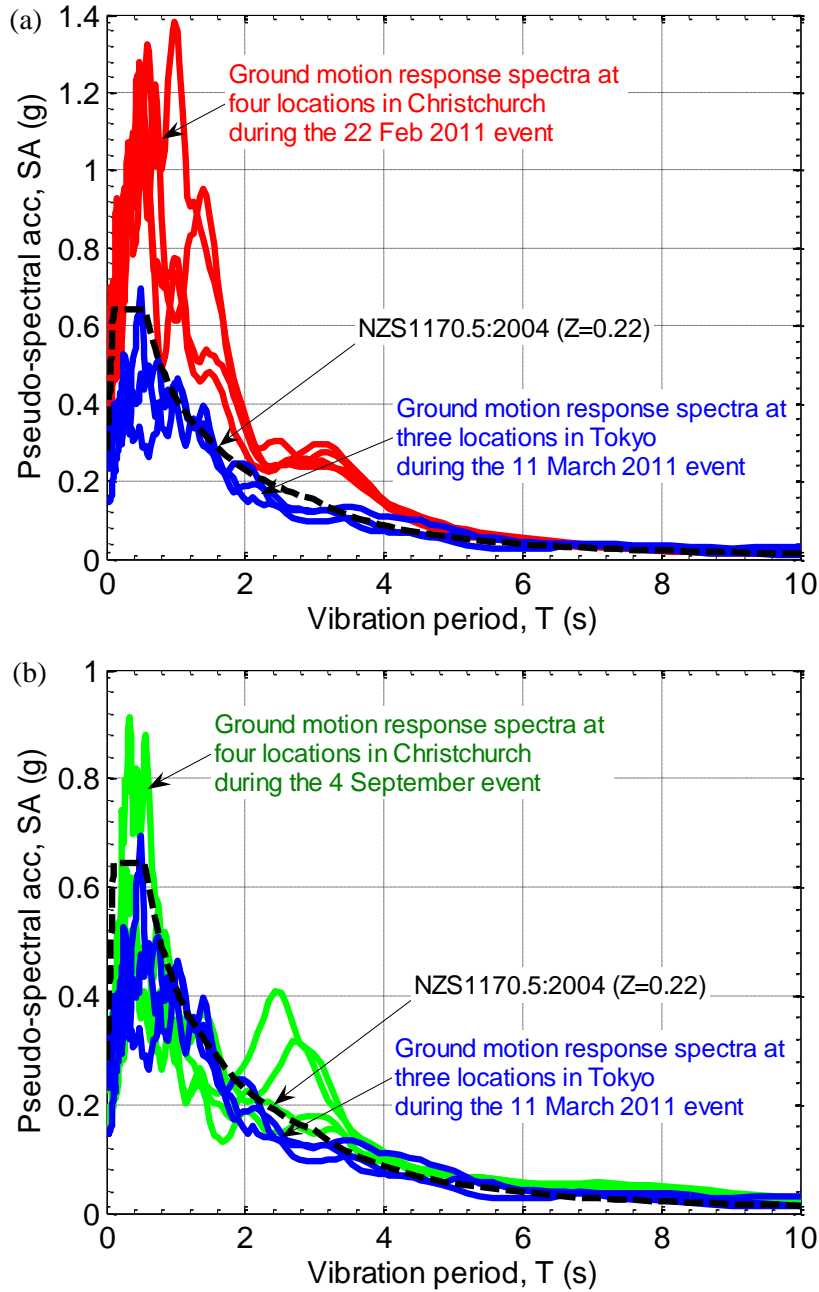 (a)
1.4
1.2
1
0.8
0.6
0.4
0.2
0
Pseudo-spectral acc, SA (g)
Ground motion response spectra at
four locations in Christchurch
during the 22 Feb 2011 event
NZS1170.5:2004 (Z=0.22)
Ground motion response spectra at
three locations in Tokyo
during the 11 March 2011 event
0 2 4 6 8 10
Vibration period, T (s)
(b)
1
0.8
0.6
0.4
0.2
0
Pseudo-spectral acc, SA (g)
Ground motion response spectra at
four locations in Christchurch
during the 4 September event
NZS1170.5:2004 (Z=0.22)
Ground motion response spectra at
three locations in Tokyo
during the 11 March 2011 event
0 2 4 6 8 10
Vibration period, T (s)